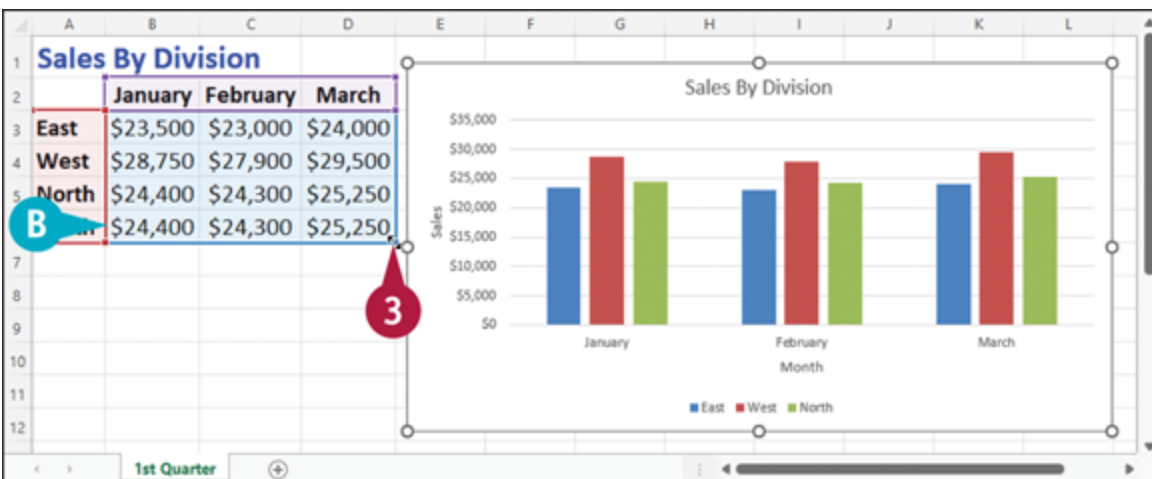 A B C D E F G H I J K L
1 Sales By Division
2 January February March
3 East $23,500 $23,000 $24,000
4 West $28,750 $27,900 $29,500
5 North $24,400 $24,300 $25,250
B $24,400 $24,300 $25,250
3
7
8
9
10
11
12
Sales By Division
$35,000
$30,000
$25,000
$20,000
$15,000
$10,000
$5,000
$0
Sales
January February March
Month
East West North
1st Quarter